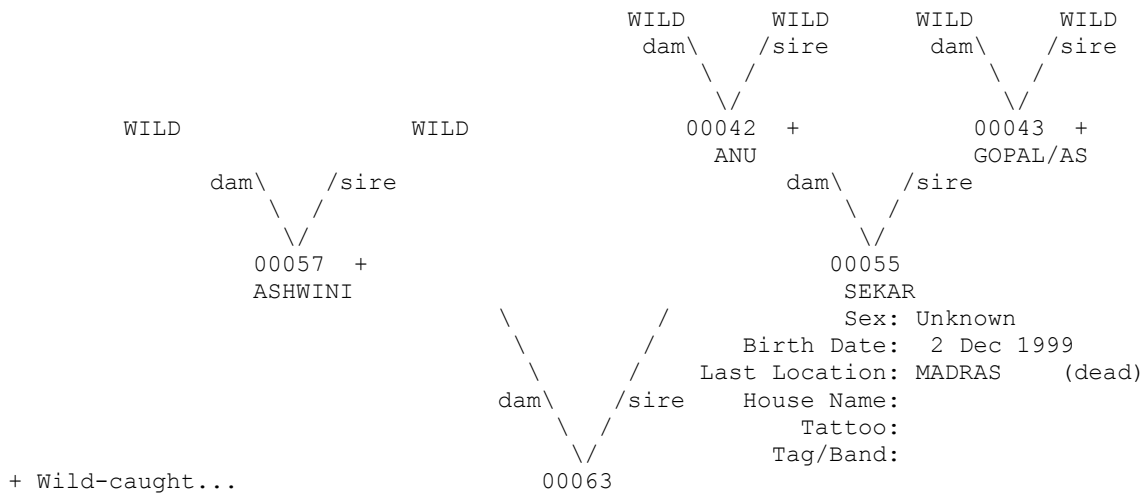 WILD WILD WILD WILD
dam\ /sire dam\ /sire
\ / \ /
\/ \/
WILD WILD 00042 + 00043 +
ANU GOPAL/AS
dam\ /sire dam\ /sire
\ / \ /
\/ \/
00057 + 00055
ASHWINI SEKAR
\ / Sex: Unknown
\ / Birth Date: 2 Dec 1999
\ / Last Location: MADRAS (dead)
dam\ /sire House Name:
\ / Tattoo:
\/ Tag/Band:
+ Wild-caught... 00063